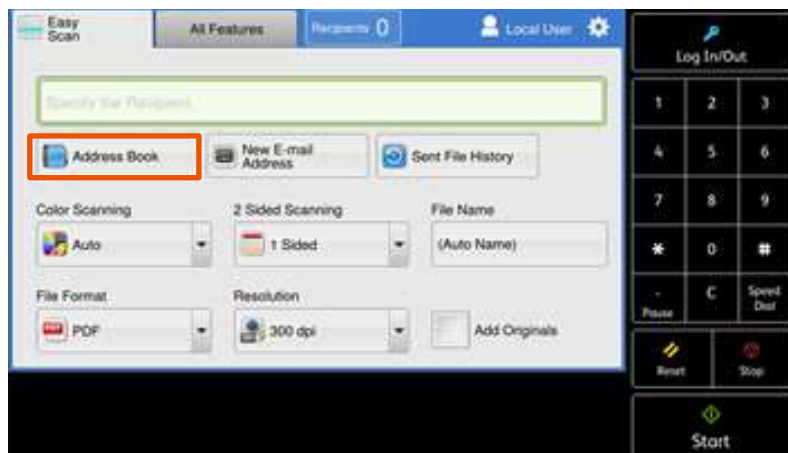 Easy
Scan
All Features
Recipients 0
Local User
Log In/Out
Specify the Recipient
1 2 3
Address Book
New E-mail
Address
Sent File History
4 5 6
Color Scanning
2 Sided Scanning
File Name
7 8 9
Auto
1 Sided
(Auto Name)
* 0 #
File Format
Resolution
-
Pause
C
Speed
Dial
PDF
300 dpi
Add Originals
Reset
Stop
Start